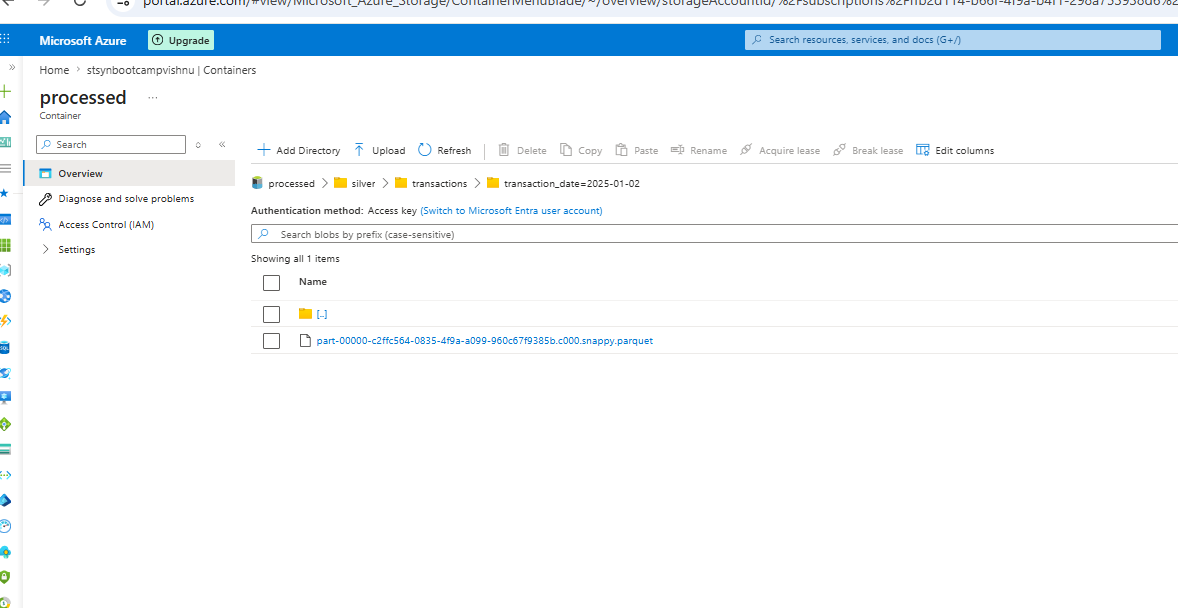 Microsoft Azure
Upgrade
Search resources, services, and docs (G+/)
Home > stsynbootcampvishnu | Containers
processed ...
Container
Search
Add Directory Upload Refresh Delete Copy Paste Rename Acquire lease Break lease Edit columns
Overview
Diagnose and solve problems
Access Control (IAM)
Settings
processed > silver > transactions > transaction_date=2025-01-02
Authentication method: Access key (Switch to Microsoft Entra user account)
Search blobs by prefix (case-sensitive)
Showing all 1 items
Name
[..]
part-00000-c2ffc564-0835-4f9a-a099-960c67f9385b.c000.snappy.parquet